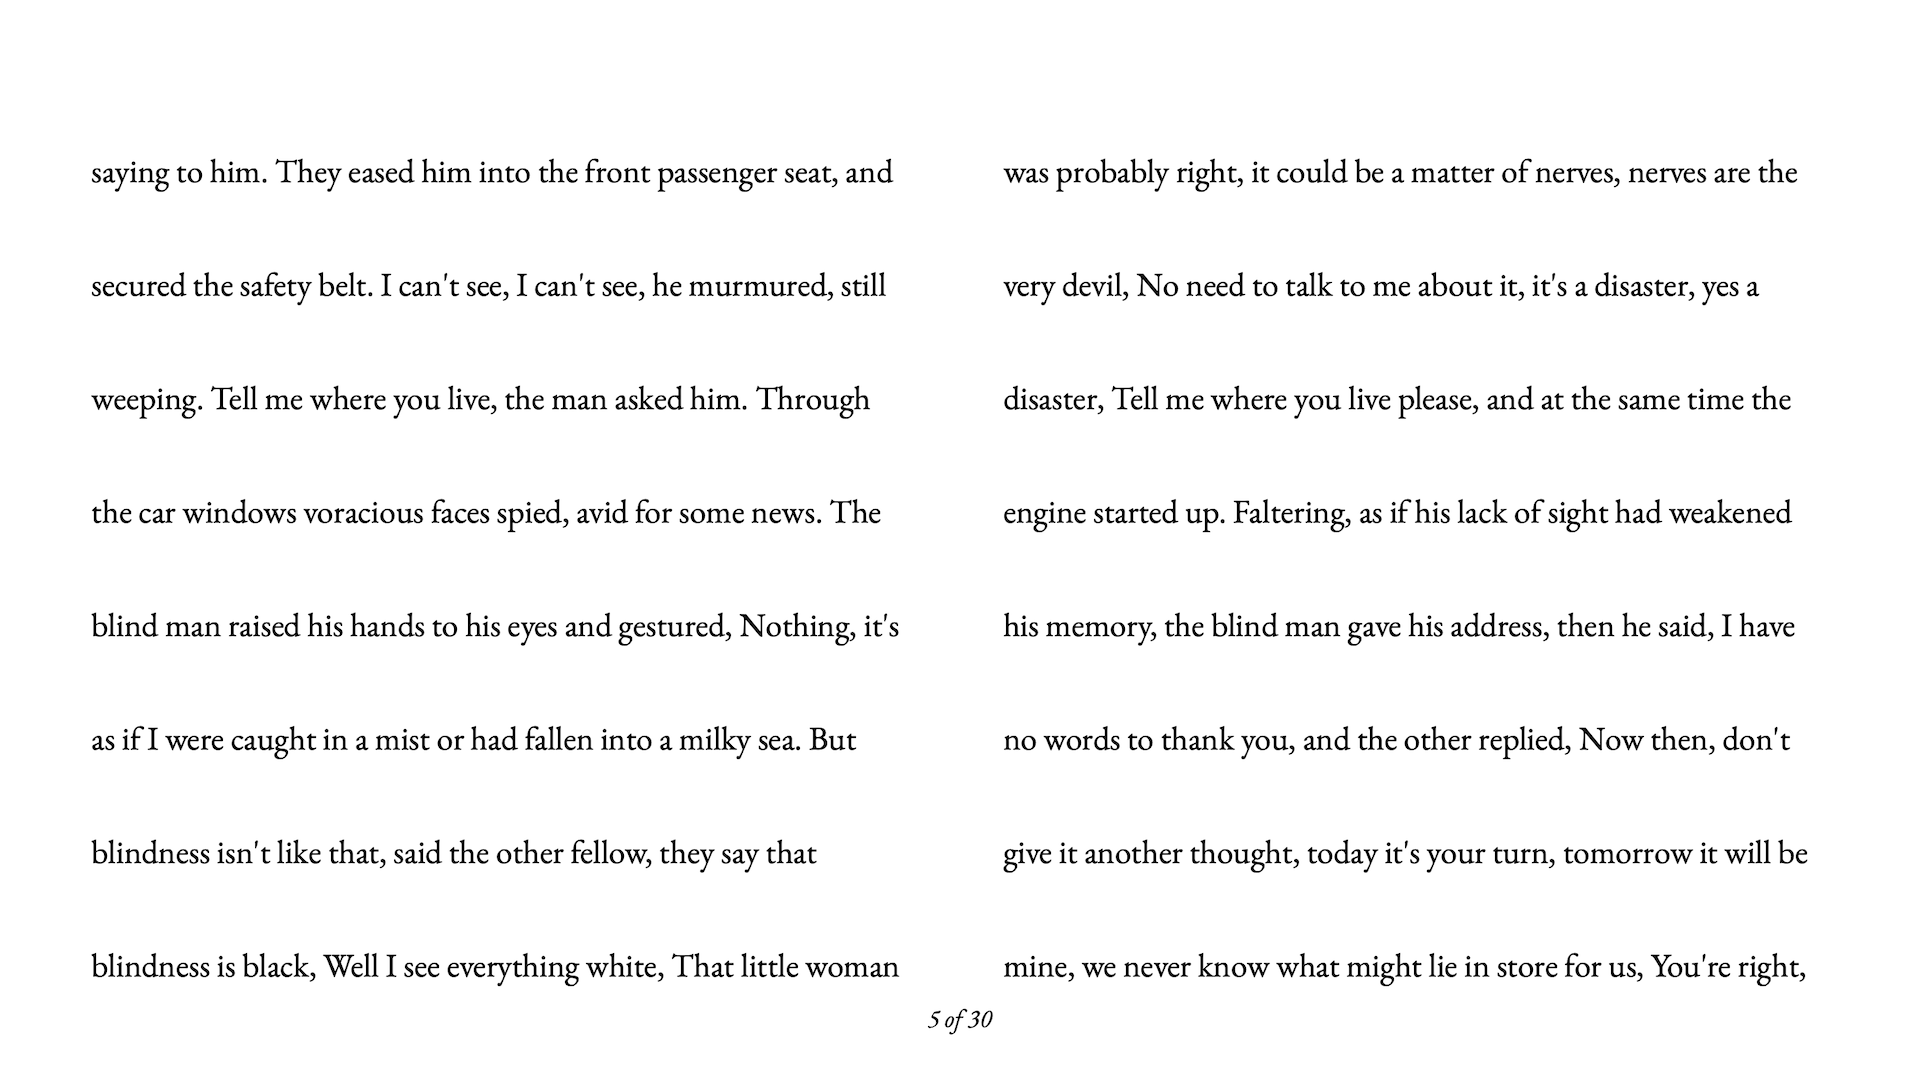 saying to him. They eased him into the front passenger seat, and
secured the safety belt. I can't see, I can't see, he murmured, still
weeping. Tell me where you live, the man asked him. Through
the car windows voracious faces spied, avid for some news. The
blind man raised his hands to his eyes and gestured, Nothing, it's
as if I were caught in a mist or had fallen into a milky sea. But
blindness isn't like that, said the other fellow, they say that
blindness is black, Well I see everything white, That little woman
was probably right, it could be a matter of nerves, nerves are the
very devil, No need to talk to me about it, it's a disaster, yes a
disaster, Tell me where you live please, and at the same time the
engine started up. Faltering, as if his lack of sight had weakened
his memory, the blind man gave his address, then he said, I have
no words to thank you, and the other replied, Now then, don't
give it another thought, today it's your turn, tomorrow it will be
mine, we never know what might lie in store for us, You're right,
5 of 30